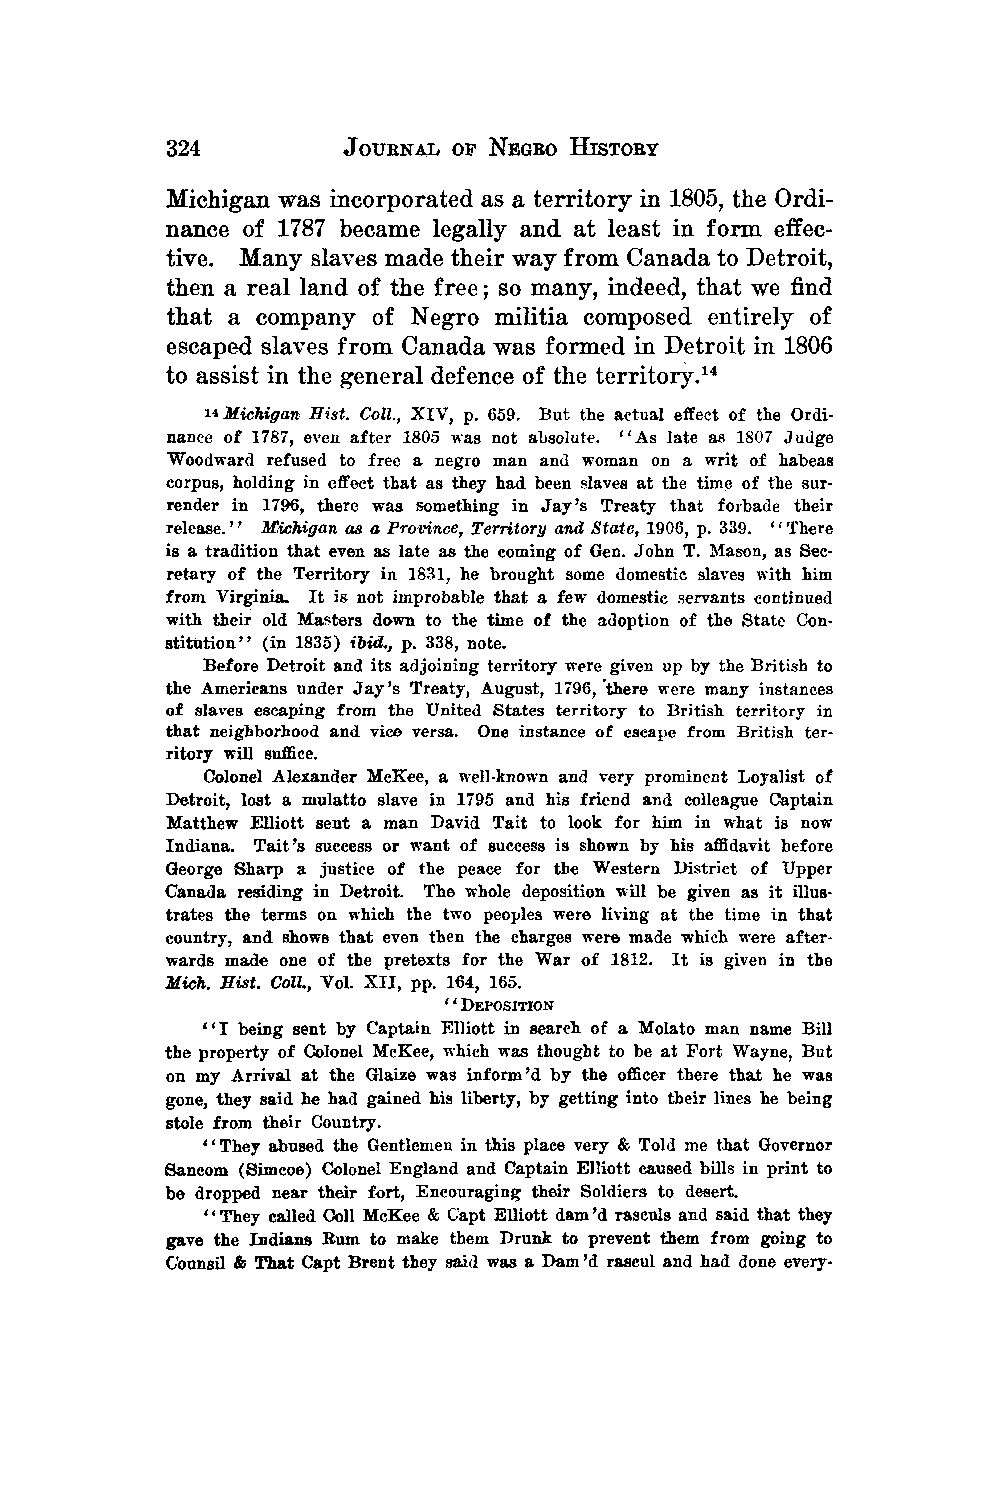 324 JOURNAL OF NEGRO HISTORY
Michigan was incorporated as a territory in 1805, the Ordi-
nance of 1787 became legally and at least in form effec-
tive. Many slaves made their way from Canada to Detroit,
then a real land of the free; so many, indeed, that we find
that a company of Negro militia composed entirely of
escaped slaves from Canada was formed in Detroit in 1806
to assist in the general defence of the territory.¹⁴
¹⁴ Michigan Hist. Coll., XIV, p. 659. But the actual effect of the Ordi-
nance of 1787, even after 1805 was not absolute. ‘‘As late as 1807 Judge
Woodward refused to free a negro man and woman on a writ of habeas
corpus, holding in effect that as they had been slaves at the time of the sur-
render in 1796, there was something in Jay's Treaty that forbade their
release.’’ Michigan as a Province, Territory and State, 1906, p. 339. ‘‘There
is a tradition that even as late as the coming of Gen. John T. Mason, as Sec-
retary of the Territory in 1831, he brought some domestic slaves with him
from Virginia. It is not improbable that a few domestic servants continued
with their old Masters down to the time of the adoption of the State Con-
stitution’’ (in 1835) ibid., p. 338, note.
Before Detroit and its adjoining territory were given up by the British to
the Americans under Jay's Treaty, August, 1796, there were many instances
of slaves escaping from the United States territory to British territory in
that neighborhood and vice versa. One instance of escape from British ter-
ritory will suffice.
Colonel Alexander McKee, a well-known and very prominent Loyalist of
Detroit, lost a mulatto slave in 1795 and his friend and colleague Captain
Matthew Elliott sent a man David Tait to look for him in what is now
Indiana. Tait's success or want of success is shown by his affidavit before
George Sharp a justice of the peace for the Western District of Upper
Canada residing in Detroit. The whole deposition will be given as it illus-
trates the terms on which the two peoples were living at the time in that
country, and shows that even then the charges were made which were after-
wards made one of the pretexts for the War of 1812. It is given in the
Mich. Hist. Coll., Vol. XII, pp. 164, 165.
‘‘DEPOSITION
‘‘I being sent by Captain Elliott in search of a Molato man name Bill
the property of Colonel McKee, which was thought to be at Fort Wayne, But
on my Arrival at the Glaize was inform'd by the officer there that he was
gone, they said he had gained his liberty, by getting into their lines he being
stole from their Country.
‘‘They abused the Gentlemen in this place very & Told me that Governor
Sancom (Simcoe) Colonel England and Captain Elliott caused bills in print to
be dropped near their fort, Encouraging their Soldiers to desert.
‘‘They called Coll McKee & Capt Elliott dam'd rascals and said that they
gave the Indians Rum to make them Drunk to prevent them from going to
Counsil & That Capt Brent they said was a Dam'd rascul and had done every-